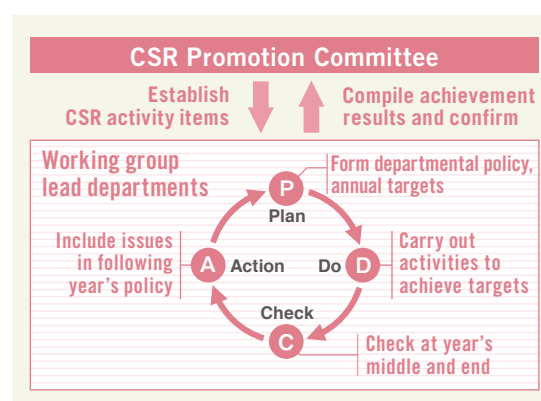 CSR Promotion Committee
Establish
CSR activity items
Compile achievement
results and confirm
Working group
lead departments
P
Plan
Form departmental policy,
annual targets
Include issues
in following
year's policy
A
Action
Do
D
Carry out
activities to
achieve targets
Check
C
Check at year's
middle and end